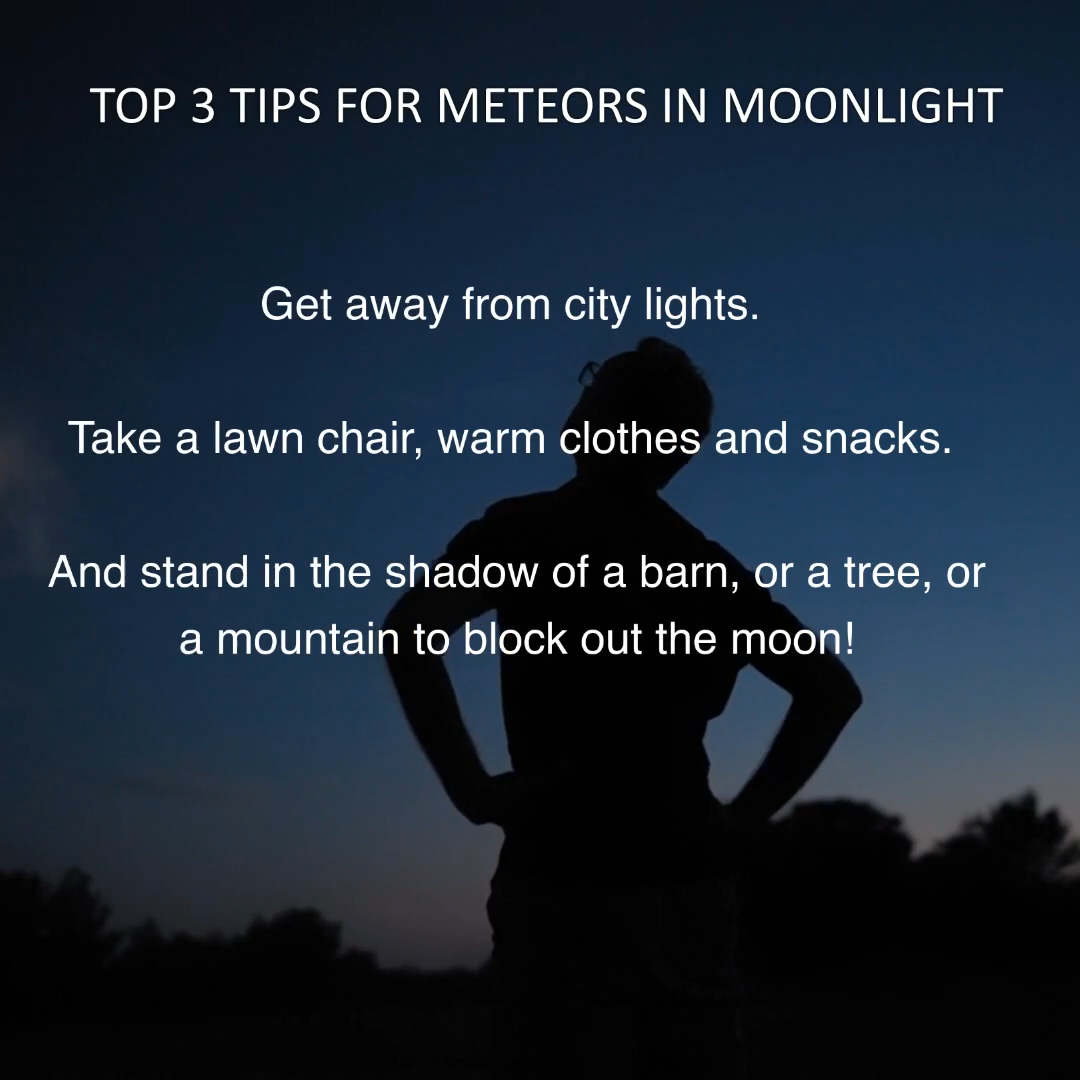 TOP 3 TIPS FOR METEORS IN MOONLIGHT
Get away from city lights.
Take a lawn chair, warm clothes and snacks.
And stand in the shadow of a barn, or a tree, or
a mountain to block out the moon!